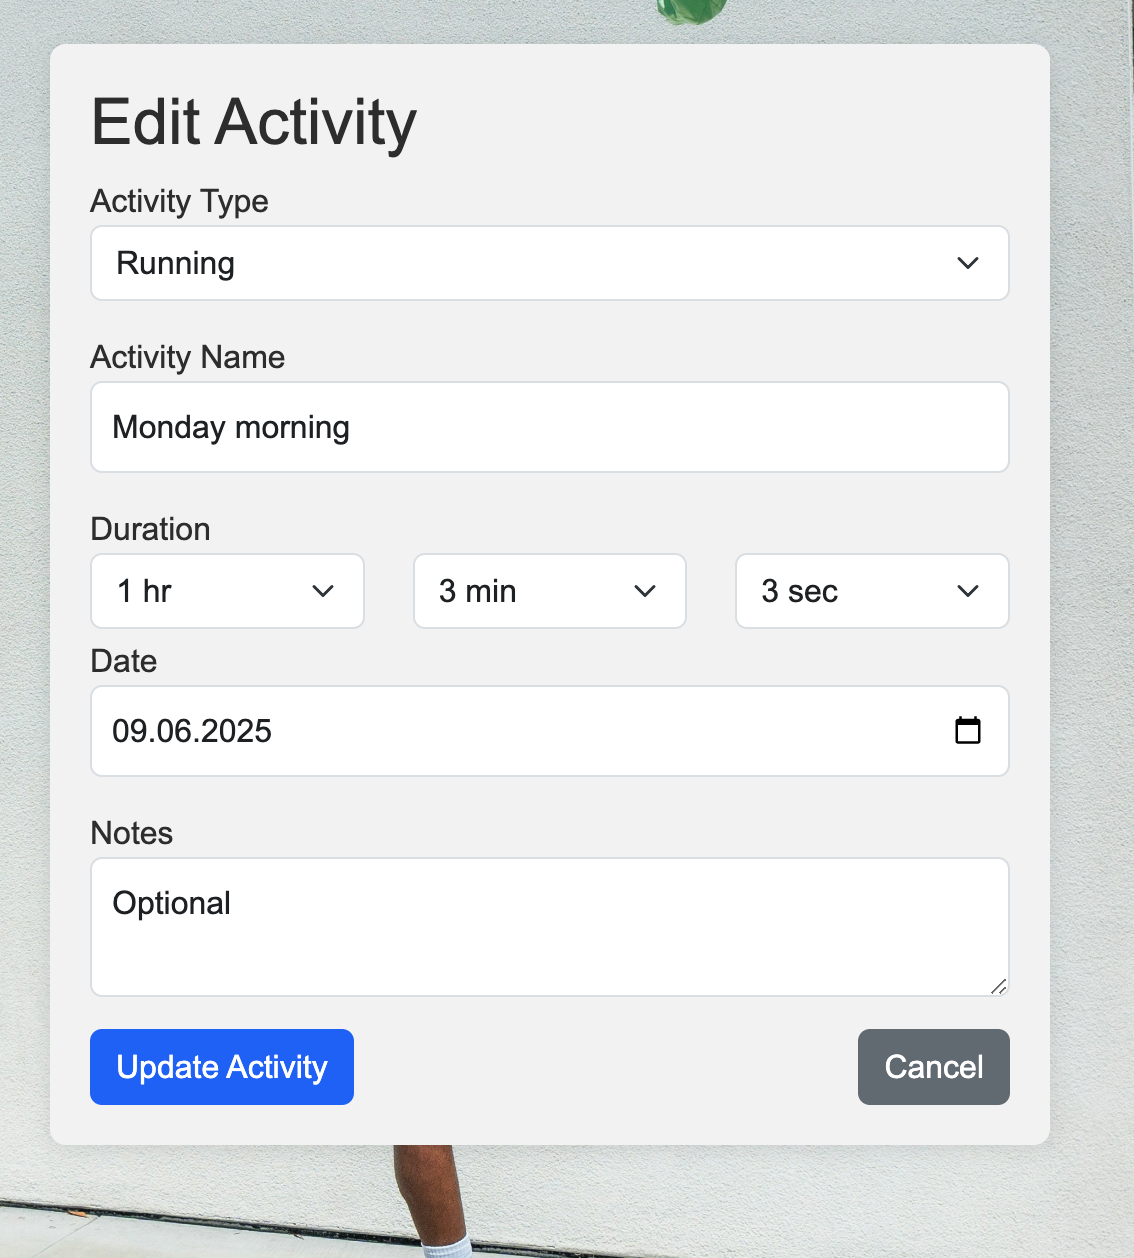 Edit Activity
Activity Type
Running
Activity Name
Monday morning
Duration
1 hr 3 min 3 sec
Date
09.06.2025
Notes
Optional
Update Activity Cancel